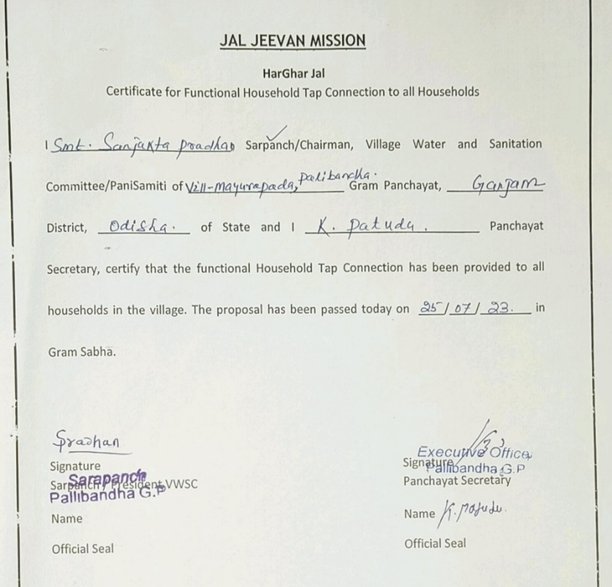 JAL JEEVAN MISSION
HarGhar Jal
Certificate for Functional Household Tap Connection to all Households
I Smt. Sanjukta Pradhan Sarpanch/Chairman, Village Water and Sanitation
Committee/PaniSamiti of Vill-Mayurapada, Palibandha. Gram Panchayat, Ganjam
District, Odisha. of State and I K. Patudu. Panchayat
Secretary, certify that the functional Household Tap Connection has been provided to all
households in the village. The proposal has been passed today on 25/07/23. in
Gram Sabha.
Pradhan
Signature
Sarpanch/President VWSC
Sarapanch
Pallibandha G.P
Name
Official Seal
Executive Office
Signature
Pallibandha G.P
Panchayat Secretary
Name K. Patudu.
Official Seal